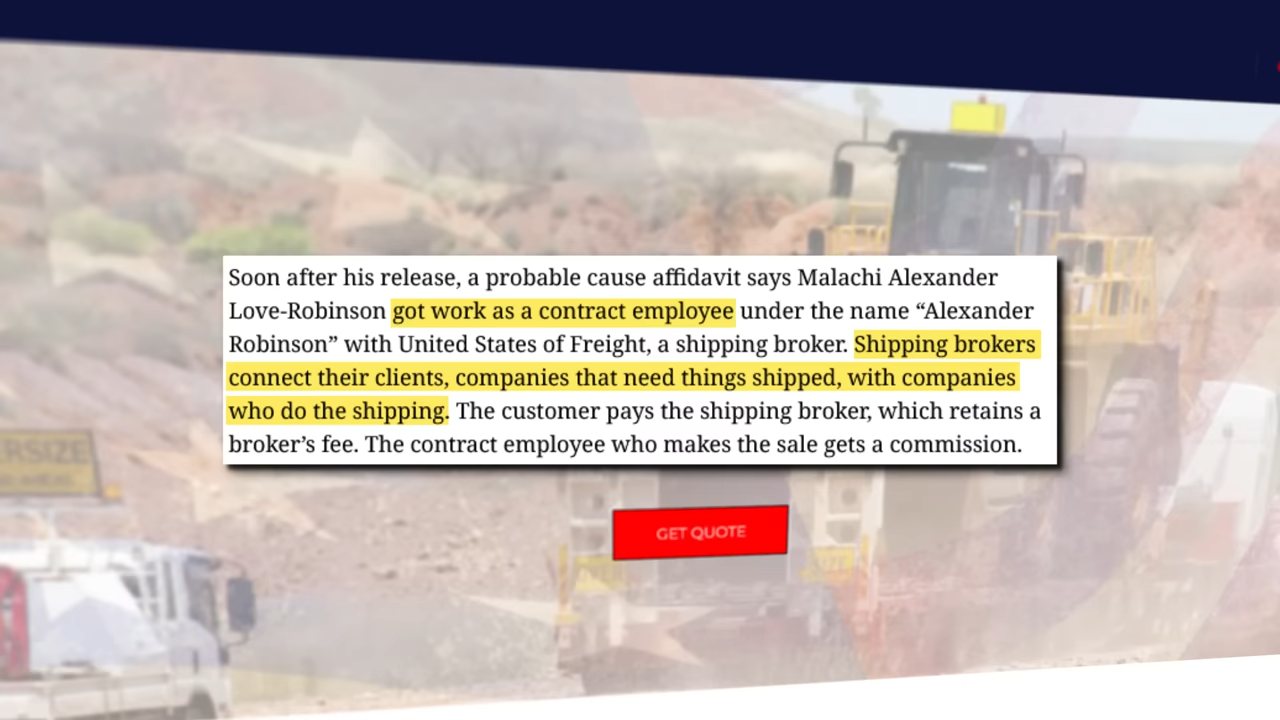 Soon after his release, a probable cause affidavit says Malachi Alexander
Love-Robinson got work as a contract employee under the name “Alexander
Robinson” with United States of Freight, a shipping broker. Shipping brokers
connect their clients, companies that need things shipped, with companies
who do the shipping. The customer pays the shipping broker, which retains a
broker’s fee. The contract employee who makes the sale gets a commission.
ERSIZE
GET QUOTE